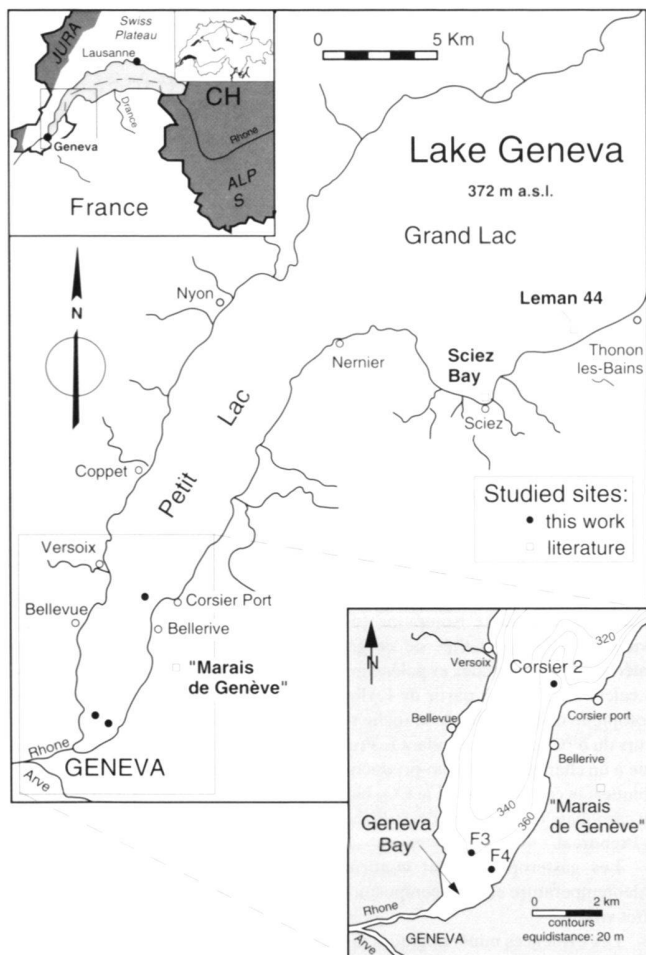 Swiss
Plateau
JURA
Lausanne
CH
Drance
Rhone
Geneva
ALP
S
France
0 5 Km
Lake Geneva
372 m a.s.l.
Grand Lac
N
Nyon
Leman 44
Nernier
Sciez
Bay
Thonon
les-Bains
Sciez
Petit Lac
Coppet
Studied sites:
this work
literature
Versoix
Corsier Port
Bellevue
Bellerive
"Marais
de Genève"
Rhone
GENEVA
Arve
N
320
Versoix
Corsier 2
Corsier port
Bellevue
Bellerive
340
360
"Marais
de Genève"
Geneva
Bay
F3
F4
0 2 km
Rhone
contours
equidistance: 20 m
Arve
GENEVA